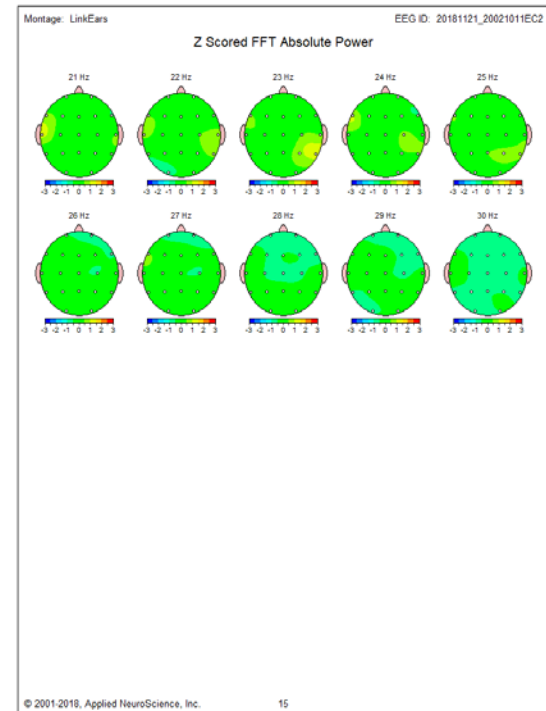 Montage: LinkEars EEG ID: 20181121_20021011EC2
Z Scored FFT Absolute Power
21 Hz 22 Hz 23 Hz 24 Hz 25 Hz
-3 -2 -1 0 1 2 3 -3 -2 -1 0 1 2 3 -3 -2 -1 0 1 2 3 -3 -2 -1 0 1 2 3 -3 -2 -1 0 1 2 3
26 Hz 27 Hz 28 Hz 29 Hz 30 Hz
-3 -2 -1 0 1 2 3 -3 -2 -1 0 1 2 3 -3 -2 -1 0 1 2 3 -3 -2 -1 0 1 2 3 -3 -2 -1 0 1 2 3
© 2001-2018, Applied NeuroScience, Inc. 15